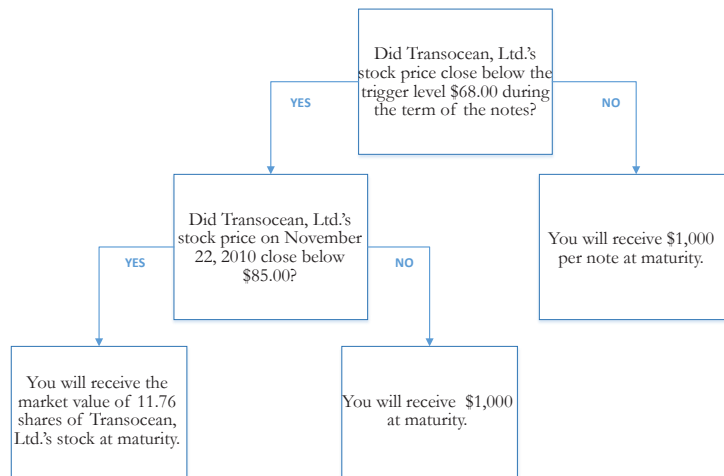 Did Transocean, Ltd.'s
stock price close below the
trigger level $68.00 during
the term of the notes?
YES
NO
Did Transocean, Ltd.'s
stock price on November
22, 2010 close below
$85.00?
You will receive $1,000
per note at maturity.
YES
NO
You will receive the
market value of 11.76
shares of Transocean,
Ltd.'s stock at maturity.
You will receive $1,000
at maturity.